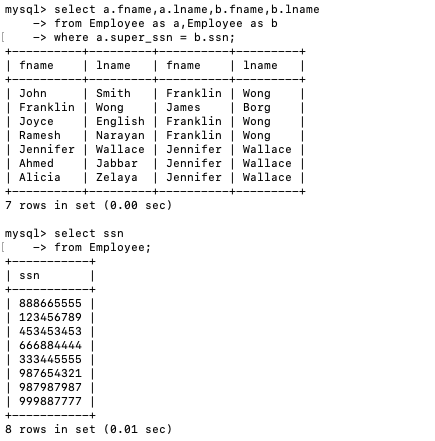 mysql> select a.fname,a.lname,b.fname,b.lname
    -> from Employee as a,Employee as b
[    -> where a.super_ssn = b.ssn;
+----------+---------+----------+---------+
| fname    | lname   | fname    | lname   |
+----------+---------+----------+---------+
| John     | Smith   | Franklin | Wong    |
| Franklin | Wong    | James    | Borg    |
| Joyce    | English | Franklin | Wong    |
| Ramesh   | Narayan | Franklin | Wong    |
| Jennifer | Wallace | Jennifer | Wallace |
| Ahmed    | Jabbar  | Jennifer | Wallace |
| Alicia   | Zelaya  | Jennifer | Wallace |
+----------+---------+----------+---------+
7 rows in set (0.00 sec)
mysql> select ssn
[    -> from Employee;
+-----------+
| ssn       |
+-----------+
| 888665555 |
| 123456789 |
| 453453453 |
| 666884444 |
| 333445555 |
| 987654321 |
| 987987987 |
| 999887777 |
+-----------+
8 rows in set (0.01 sec)